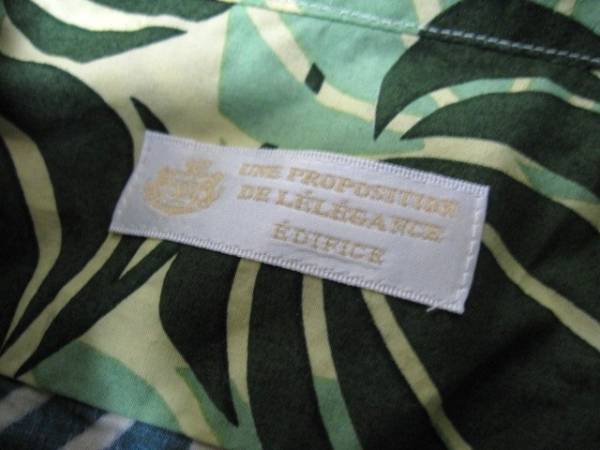 UNE PROPOSITION
DE L'ÉLÉGANCE
ÉDIFICE